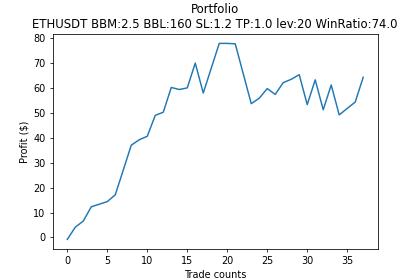 Portfolio
ETHUSDT BBM:2.5 BBL:160 SL:1.2 TP:1.0 lev:20 WinRatio:74.0
80
70
60
50
40
30
20
10
0
Profit ($)
0 5 10 15 20 25 30 35
Trade counts